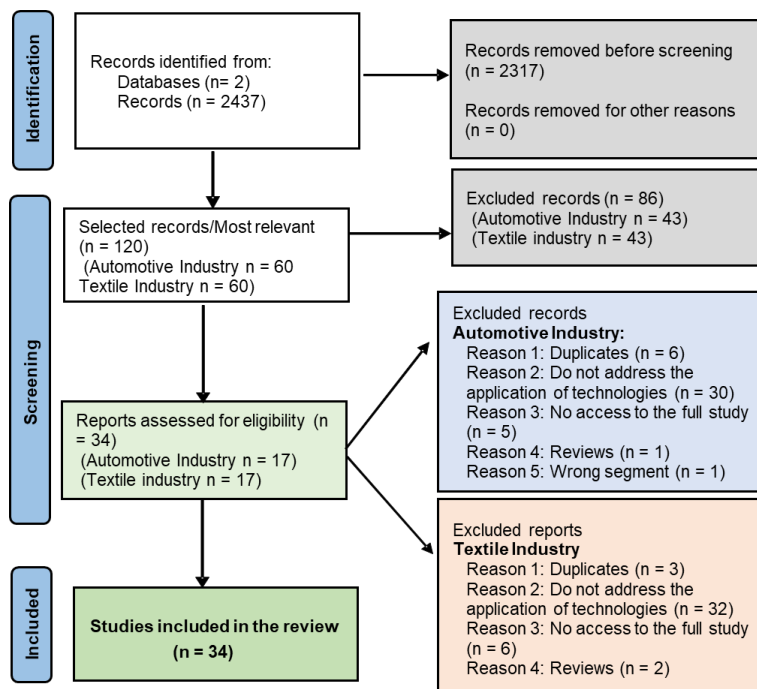 Identification
Records identified from:
Databases (n= 2)
Records (n = 2437)
Records removed before screening
(n = 2317)
Records removed for other reasons
(n = 0)
Screening
Selected records/Most relevant
(n = 120)
(Automotive Industry n = 60
Textile Industry n = 60)
Excluded records (n = 86)
(Automotive Industry = 43)
(Textile industry n = 43)
Reports assessed for eligibility (n
= 34)
(Automotive Industry n = 17)
(Textile industry n = 17)
Excluded records
Automotive Industry:
Reason 1: Duplicates (n = 6)
Reason 2: Do not address the
application of technologies (n = 30)
Reason 3: No access to the full study
(n = 5)
Reason 4: Reviews (n = 1)
Reason 5: Wrong segment (n = 1)
Excluded reports
Textile Industry
Reason 1: Duplicates (n = 3)
Reason 2: Do not address the
application of technologies (n = 32)
Reason 3: No access to the full study
(n = 6)
Reason 4: Reviews (n = 2)
Included
Studies included in the review
(n = 34)